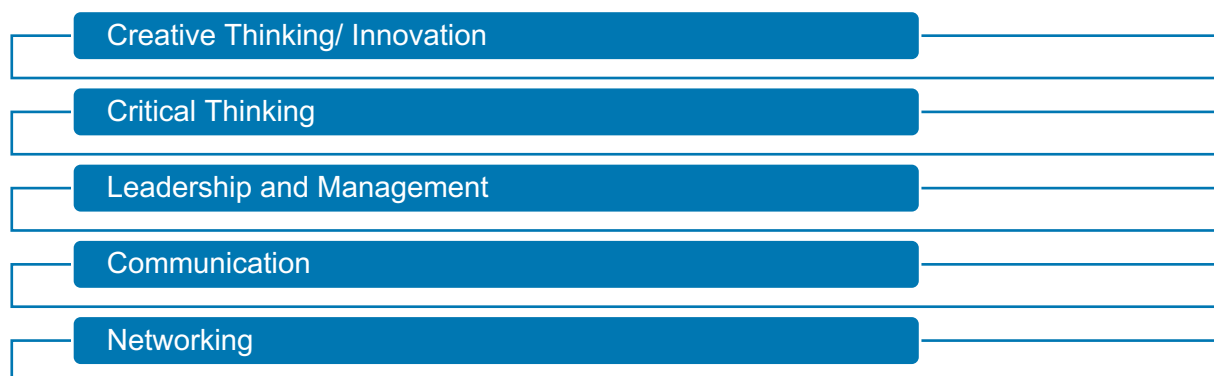 Creative Thinking/ Innovation
Critical Thinking
Leadership and Management
Communication
Networking